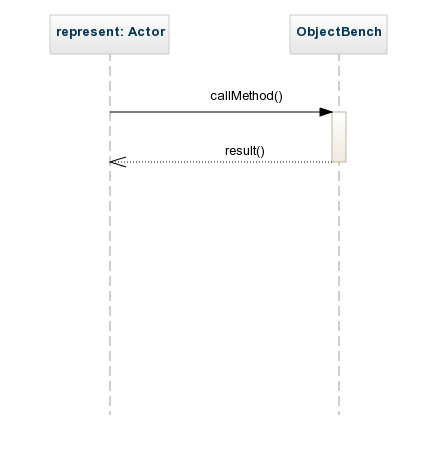 represent: Actor
ObjectBench
callMethod()
result()